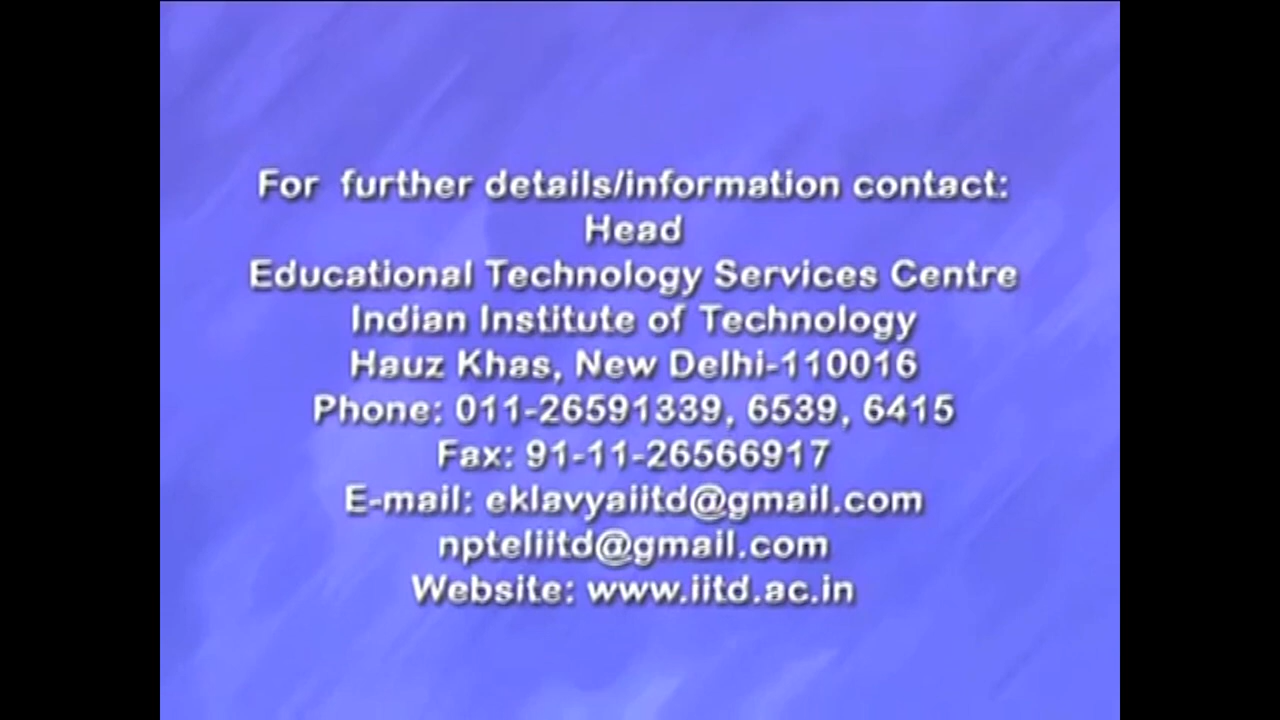 For further details/information contact:
Head
Educational Technology Services Centre
Indian Institute of Technology
Hauz Khas, New Delhi-110016
Phone: 011-26591339, 6539, 6415
Fax: 91-11-26566917
E-mail: eklavyaiitd@gmail.com
npteliitd@gmail.com
Website: www.iitd.ac.in